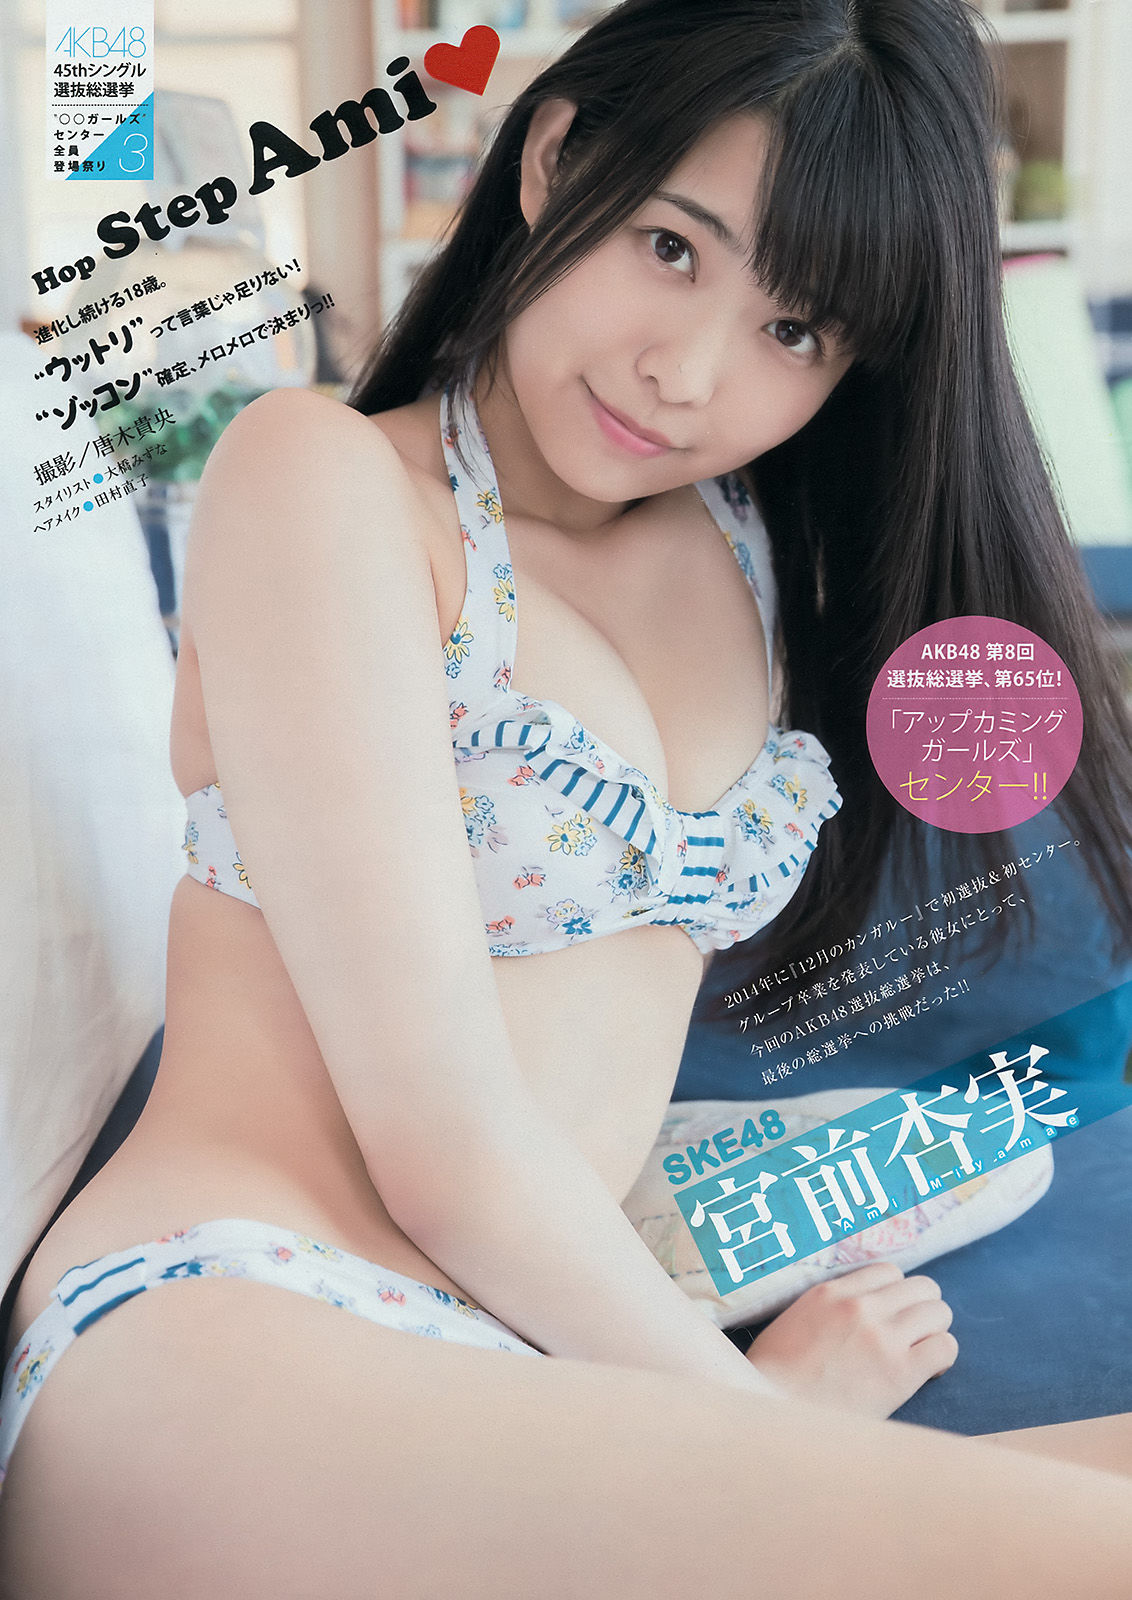 AKB48
45thシングル
選抜総選挙
"○○ガールズ"
センター
全員
登場祭り
3
Hop Step Ami
進化し続ける18歳。
"ウットリ"って言葉じゃ足りない!
"ゾッコン"確定、メロメロで決まりっ!!
撮影／唐木貴央
スタイリスト●大橋みずな
ヘアメイク●田村直子
AKB48 第8回
選抜総選挙、第65位!
「アップカミング
ガールズ」
センター!!
2014年に『12月のカンガルー』で初選抜&初センター。
グループ卒業を発表している彼女にとって、
今回のAKB48選抜総選挙は、
最後の総選挙への挑戦だった!!
SKE48
宮前杏実
Ami Miyamae